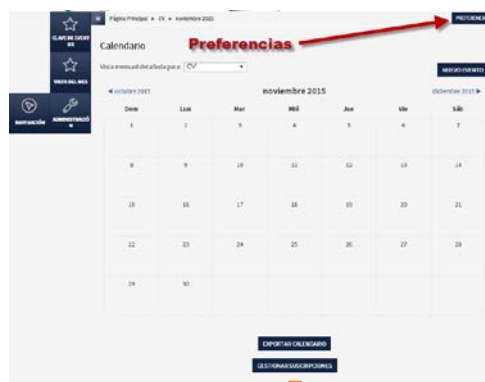 CLAVE DE EVENTOS
VISTA DEL MES
NAVEGACIÓN
ADMINISTRACIÓN
Página Principal ▸ CV ▸ noviembre 2015
PREFERENCI
Calendario
Preferencias
Vista mensual detallada para: CV
NUEVO EVENTO
◀ octubre 2015
noviembre 2015
diciembre 2015 ▶
Dom Lun Mar Mié Jue Vie Sáb
1 2 3 4 5 6 7
8 9 10 11 12 13 14
15 16 17 18 19 20 21
22 23 24 25 26 27 28
29 30
EXPORTAR CALENDARIO
GESTIONAR SUSCRIPCIONES